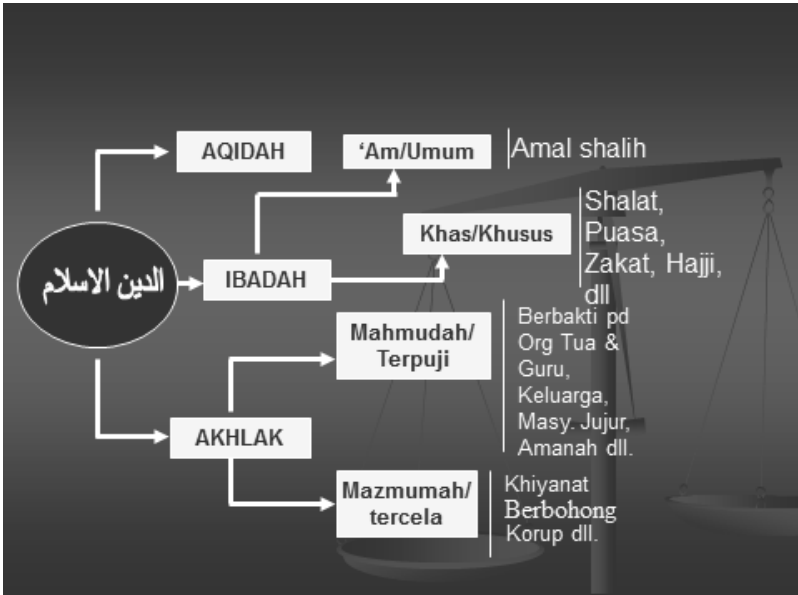 الدين الاسلام
AQIDAH
IBADAH
‘Am/Umum
Amal shalih
Khas/Khusus
Shalat,
Puasa,
Zakat, Hajji,
dll
AKHLAK
Mahmudah/
Terpuji
Berbakti pd
Org Tua &
Guru,
Keluarga,
Masy. Jujur,
Amanah dll.
Mazmumah/
tercela
Khiyanat
Berbohong
Korup dll.